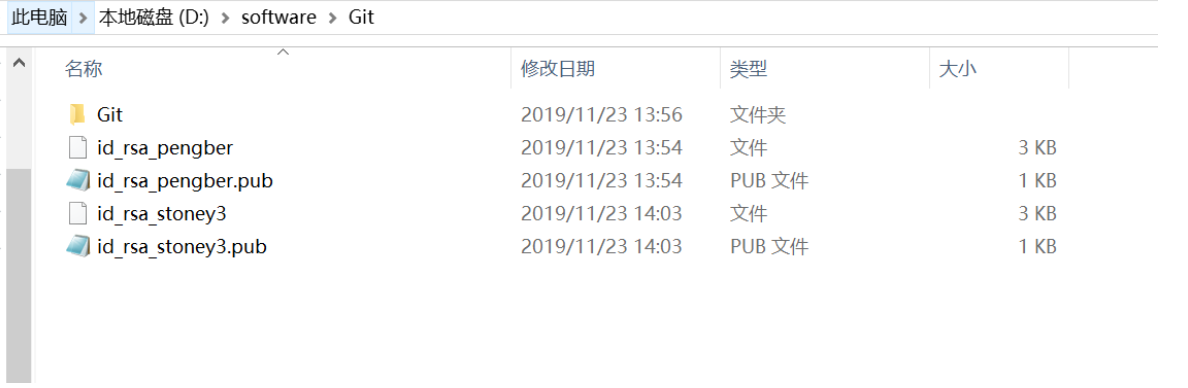 此电脑 > 本地磁盘 (D:) > software > Git
名称 修改日期 类型 大小
Git 2019/11/23 13:56 文件夹
id_rsa_pengber 2019/11/23 13:54 文件 3 KB
id_rsa_pengber.pub 2019/11/23 13:54 PUB 文件 1 KB
id_rsa_stoney3 2019/11/23 14:03 文件 3 KB
id_rsa_stoney3.pub 2019/11/23 14:03 PUB 文件 1 KB